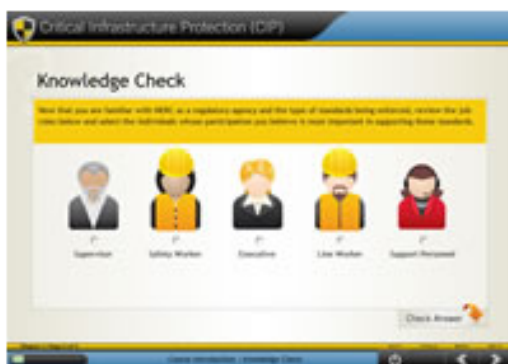 Critical Infrastructure Protection (CIP)
Knowledge Check
Now that you are familiar with NERC as a regulatory agency and the type of standards being enforced, review the job
roles below and select the individuals whose participation you believe is most important in supporting these standards.
Supervisor
Safety Worker
Executive
Line Worker
Support Personnel
Check Answer
Course Introduction : Knowledge Check